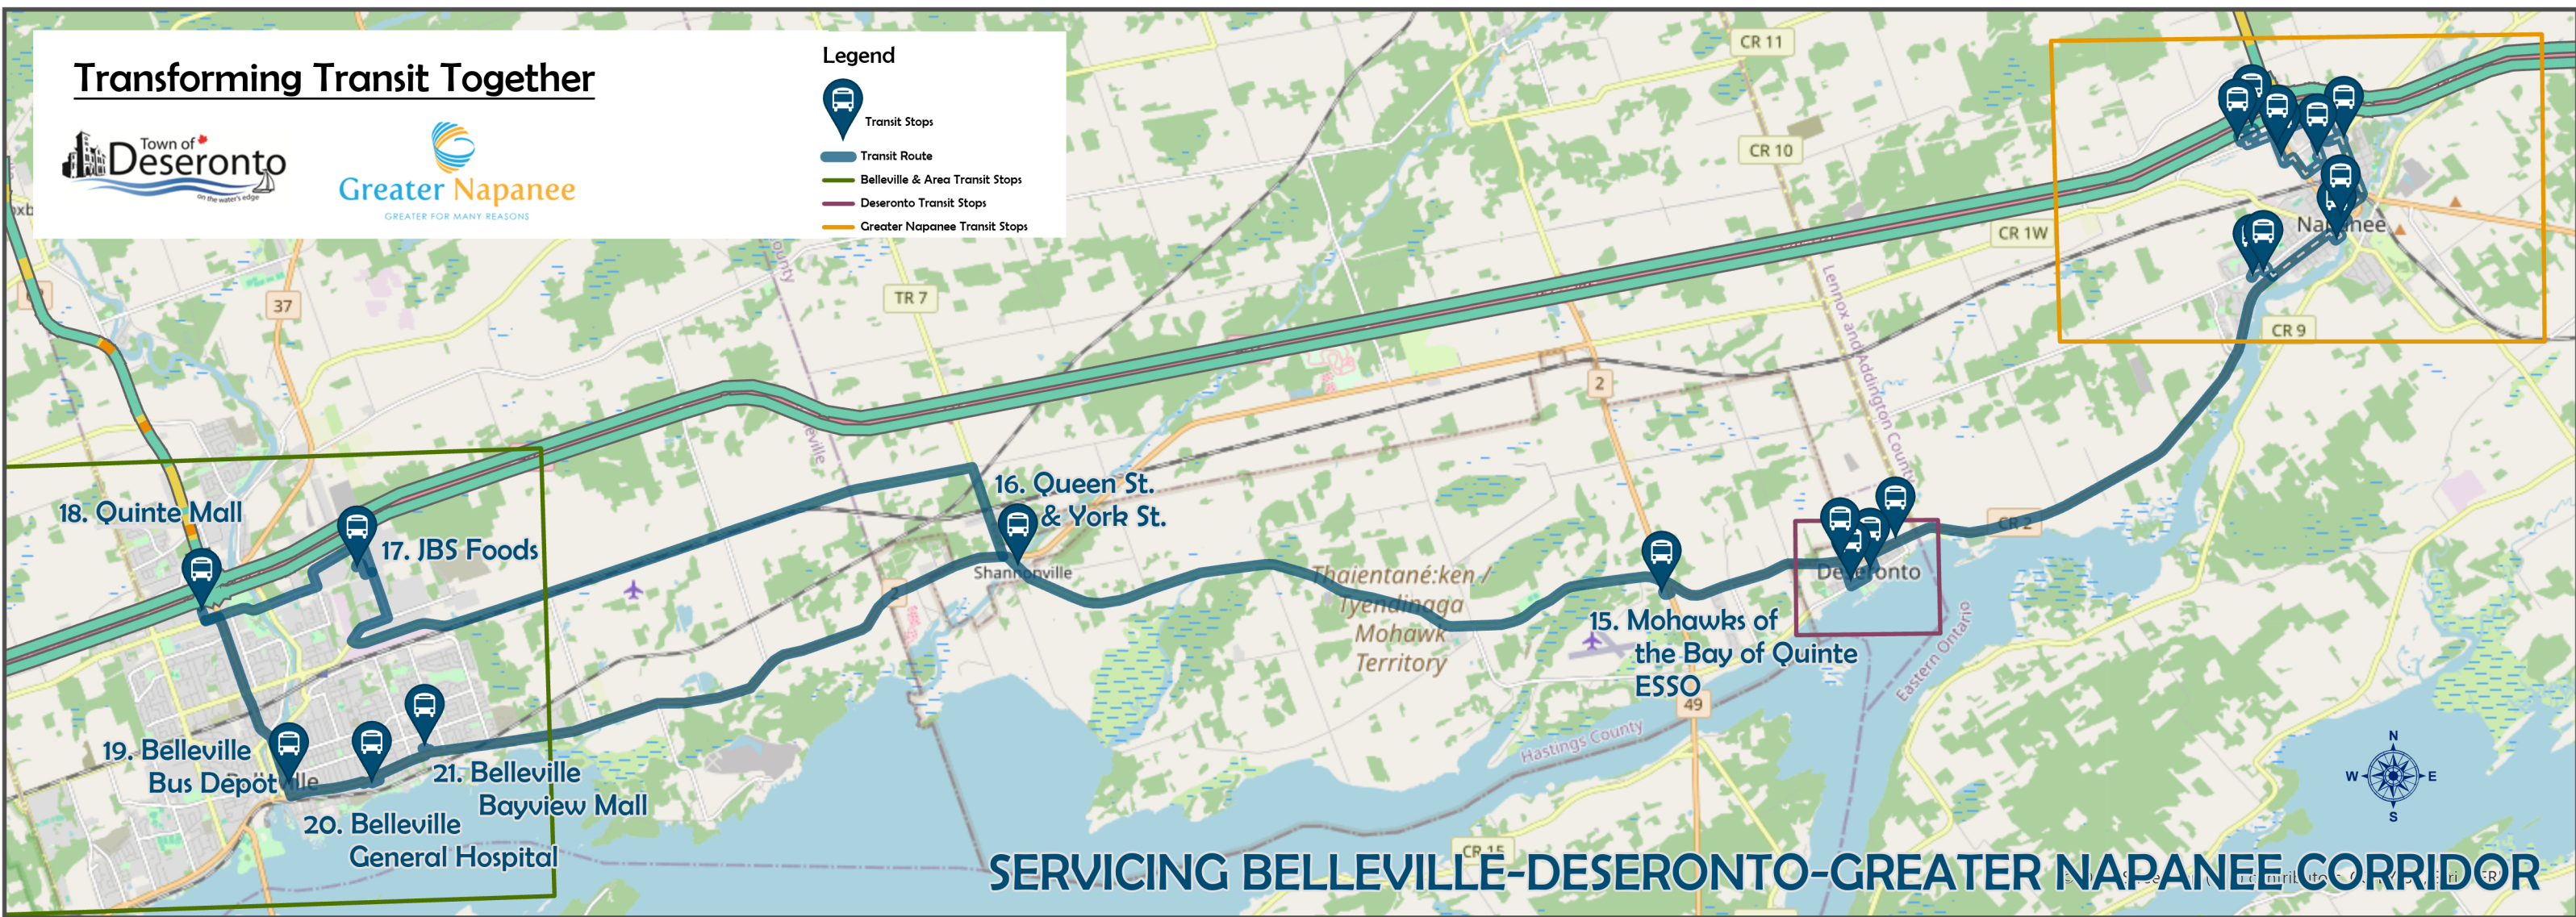 Transforming Transit Together
Town of
Deseronto
on the water's edge
Greater Napanee
GREATER FOR MANY REASONS
Legend
Transit Stops
Transit Route
Belleville & Area Transit Stops
Deseronto Transit Stops
Greater Napanee Transit Stops
CR 11
CR 10
CR 1W
CR 9
TR 7
37
2
Lennox and Addington County
County
Napanee
18. Quinte Mall
17. JBS Foods
16. Queen St.
& York St.
Shannonville
2
Thaientané:ken /
Tyendinaga
Mohawk
Territory
CR 2
Deseronto
15. Mohawks of
the Bay of Quinte
ESSO
49
Hastings County
Eastern Ontario
19. Belleville
Bus Depot
20. Belleville
General Hospital
21. Belleville
Bayview Mall
CR 15
N
W
E
S
SERVICING BELLEVILLE-DESERONTO-GREATER NAPANEE CORRIDOR